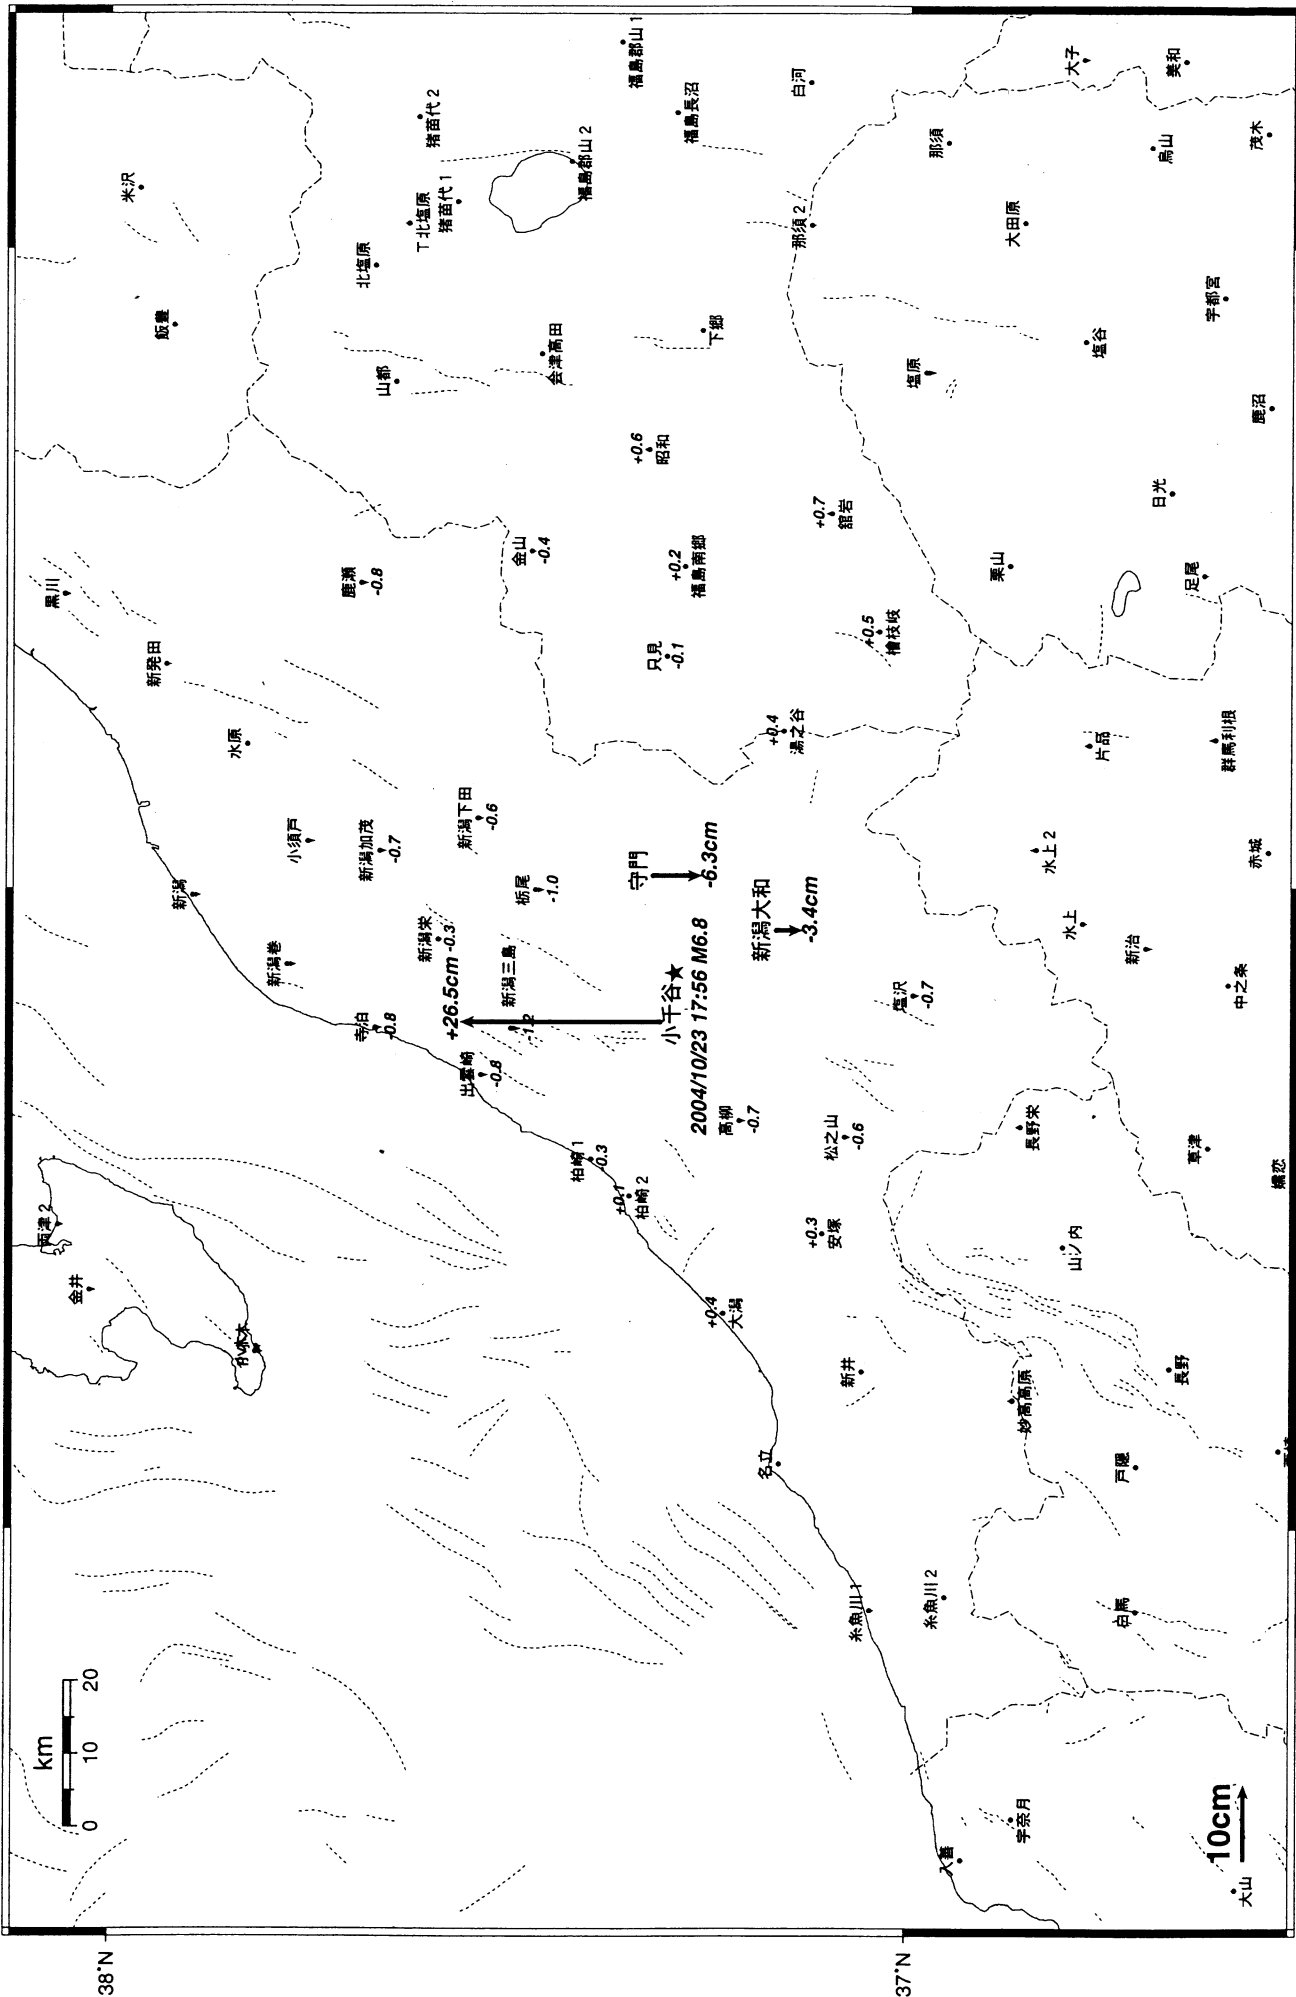 38°N
37°N
km
0 10 20
10cm
2004/10/23 17:56 M6.8
小千谷
+26.5cm
守門
-6.3cm
新潟大和
-3.4cm
両津2
金井
黒川
新発田
水原
新潟
小須戸
新潟巻
新潟加茂
-0.7
鹿瀬
-0.8
新潟下田
-0.6
新潟栄
-0.3
栃尾
-1.0
新潟三島
-1.2
寺泊
-0.8
出雲崎
-0.8
柏崎1
-0.3
柏崎2
+0.1
高柳
-0.7
松之山
-0.6
安塚
+0.3
大潟
+0.4
新井
名立
糸魚川1
糸魚川2
塩沢
-0.7
湯之谷
+0.4
只見
-0.1
金山
-0.4
福島南郷
+0.2
昭和
+0.6
舘岩
+0.7
檜枝岐
+0.5
米沢
飯豊
山都
北塩原
T北塩原
猪苗代1
猪苗代2
会津高田
下郷
福島郡山1
福島郡山2
福島長沼
白河
那須
那須2
大子
美和
烏山
茂木
大田原
宇都宮
塩谷
塩原
鹿沼
日光
栗山
足尾
片品
群馬利根
水上2
水上
赤城
新治
中之条
草津
嬬恋
長野栄
山ノ内
長野
妙高高原
戸隠
白馬
宇奈月
入善
大山